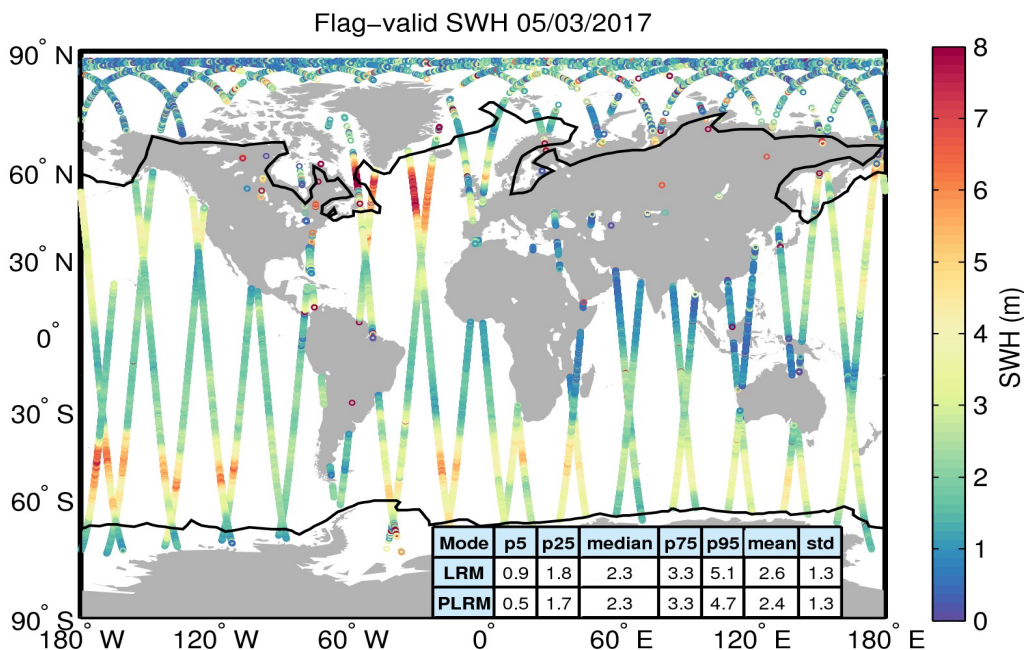 Flag−valid SWH 05/03/2017
90° N
60° N
30° N
0°
30° S
60° S
90° S
180° W
120° W
60° W
0°
60° E
120° E
180° E
8
7
6
5
4
3
2
1
0
SWH (m)
Mode p5 p25 median p75 p95 mean std
LRM 0.9 1.8 2.3 3.3 5.1 2.6 1.3
PLRM 0.5 1.7 2.3 3.3 4.7 2.4 1.3